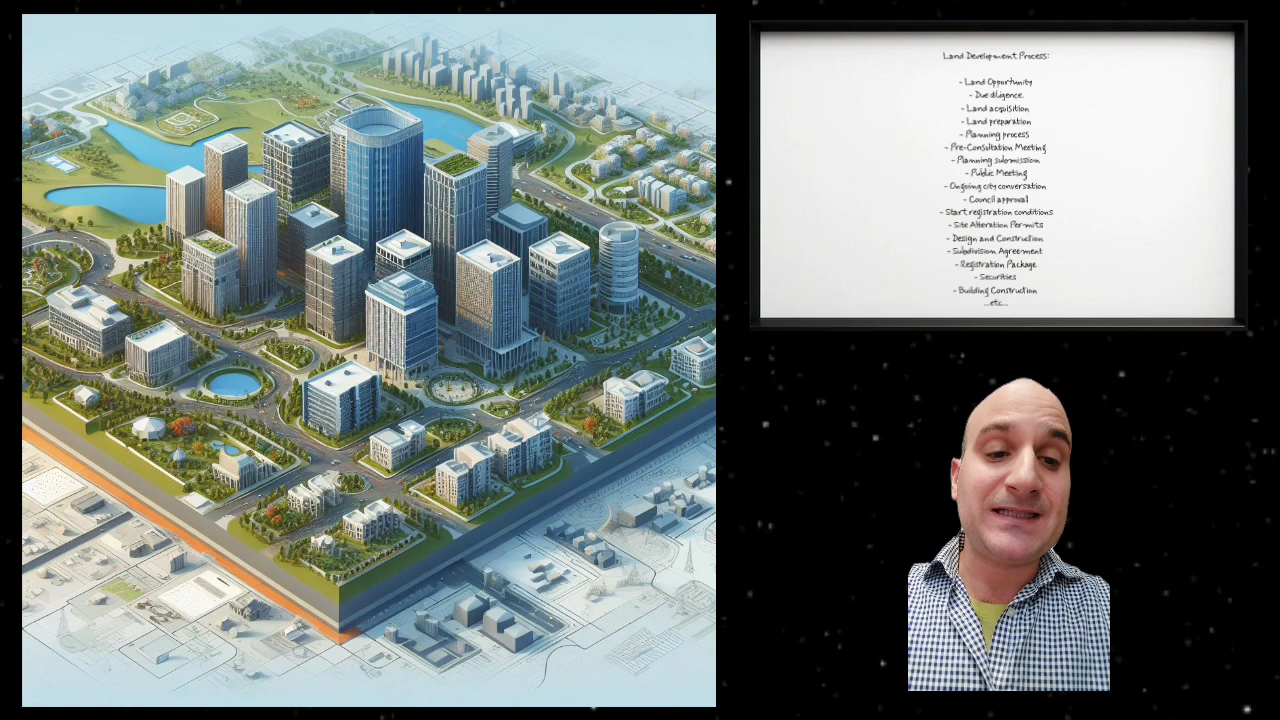 Land Development Process:
- Land Opportunity
- Due diligence.
- Land acquisition
- Land preparation
- Planning process
- Pre-Consultation Meeting
- Planning submission
- Public Meeting
- Ongoing city conversation
- Council approval
- Start registration conditions
- Site Alteration Permits
- Design and Construction
- Subdivision Agreement
- Registration Package
- Securities
- Building Construction
...etc...